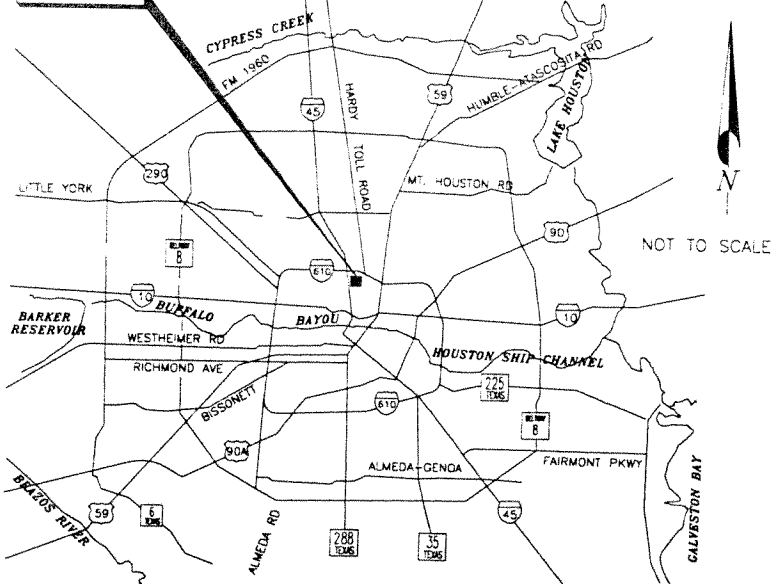 CYPRESS CREEK
FM 1960
HUMBLE-ATASCOSITA RD
59
45
HARDY
TOLL ROAD
LAKE HOUSTON
290
LITTLE YORK
MT. HOUSTON RD
N
90
NOT TO SCALE
BELTWAY
8
610
10
BUFFALO
BAYOU
10
BARKER
RESERVOIR
WESTHEIMER RD
HOUSTON SHIP CHANNEL
RICHMOND AVE
225
TEXAS
BISSONETT
610
BELTWAY
8
90A
ALMEDA-GENOA
FAIRMONT PKWY
GALVESTON BAY
BRAZOS RIVER
59
6
TEXAS
ALMEDA RD
288
TEXAS
35
TEXAS
45